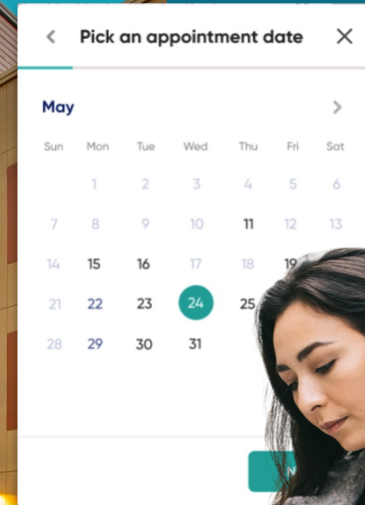 Pick an appointment date
May
Sun Mon Tue Wed Thu Fri Sat
1 2 3 4 5 6
7 8 9 10 11 12 13
14 15 16 17 18 19
21 22 23 24 25
28 29 30 31